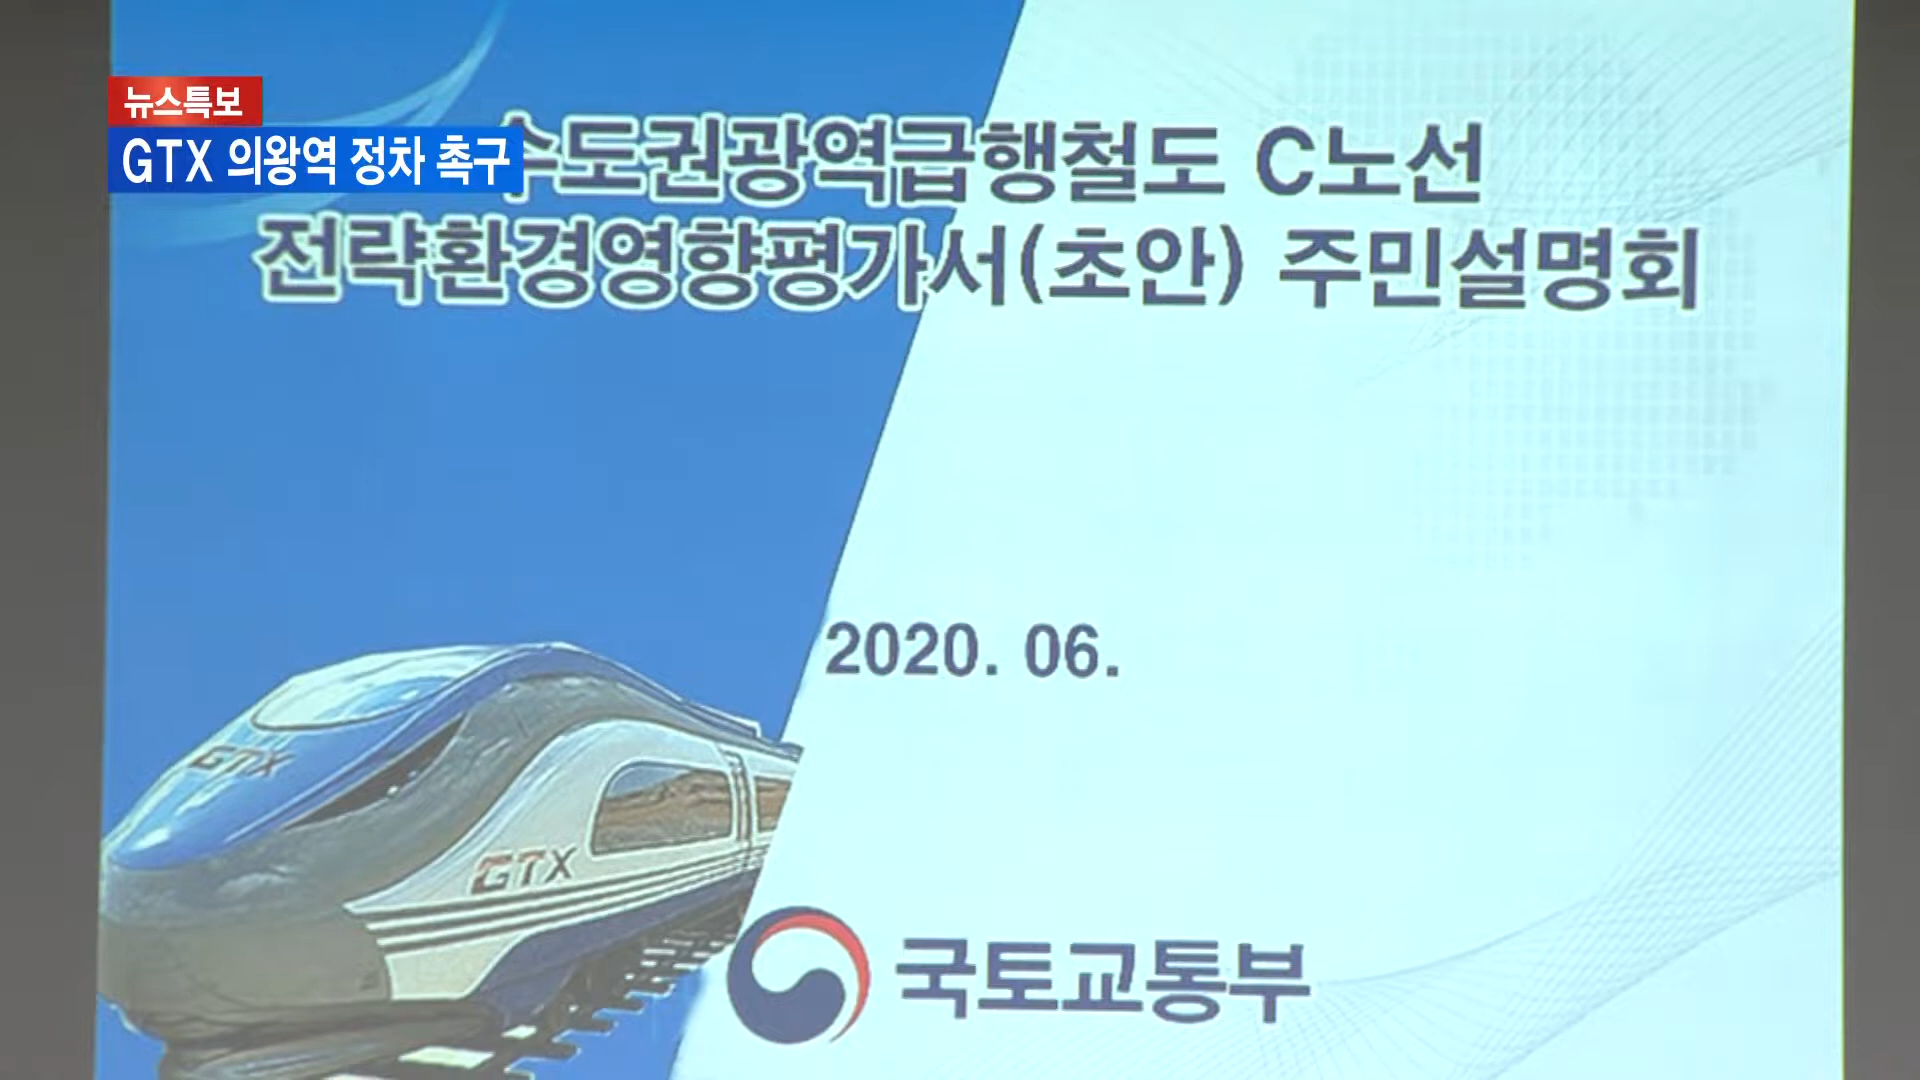 뉴스특보
GTX 의왕역 정차 촉구
수도권광역급행철도 C노선
전략환경영향평가서(초안) 주민설명회
2020. 06.
GTX
GTX
국토교통부